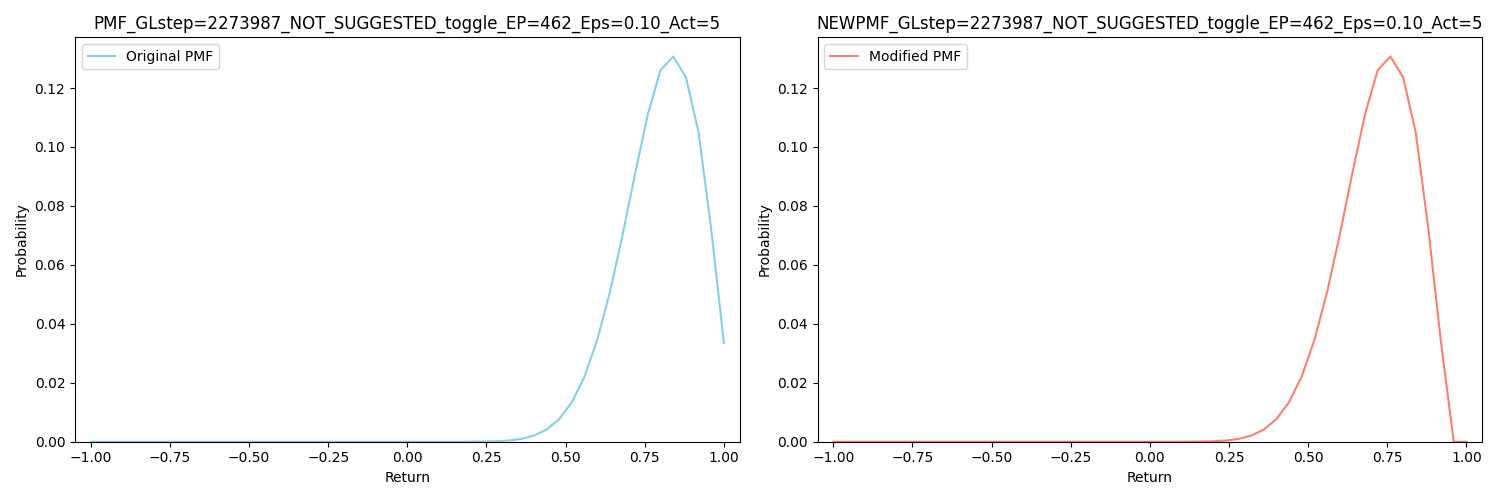 PMF_GLstep=2273987_NOT_SUGGESTED_toggle_EP=462_Eps=0.10_Act=5
Original PMF
Probability
0.12
0.10
0.08
0.06
0.04
0.02
0.00
−1.00 −0.75 −0.50 −0.25 0.00 0.25 0.50 0.75 1.00
Return
NEWPMF_GLstep=2273987_NOT_SUGGESTED_toggle_EP=462_Eps=0.10_Act=5
Modified PMF
Probability
0.12
0.10
0.08
0.06
0.04
0.02
0.00
−1.00 −0.75 −0.50 −0.25 0.00 0.25 0.50 0.75 1.00
Return